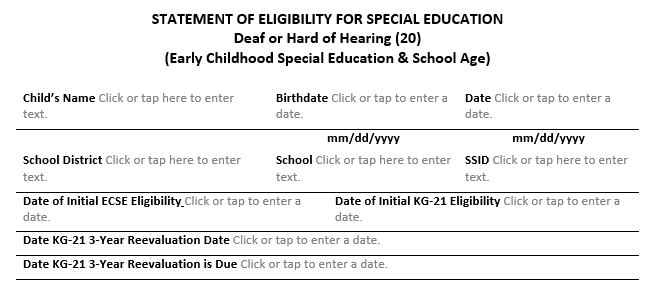 STATEMENT OF ELIGIBILITY FOR SPECIAL EDUCATION
Deaf or Hard of Hearing (20)
(Early Childhood Special Education & School Age)
Child's Name Click or tap here to enter text.
Birthdate Click or tap to enter a date.
Date Click or tap to enter a date.
mm/dd/yyyy
mm/dd/yyyy
School District Click or tap here to enter text.
School Click or tap here to enter text.
SSID Click or tap here to enter text.
Date of Initial ECSE Eligibility Click or tap to enter a date.
Date of Initial KG-21 Eligibility Click or tap to enter a date.
Date KG-21 3-Year Reevaluation Date Click or tap to enter a date.
Date KG-21 3-Year Reevaluation is Due Click or tap to enter a date.